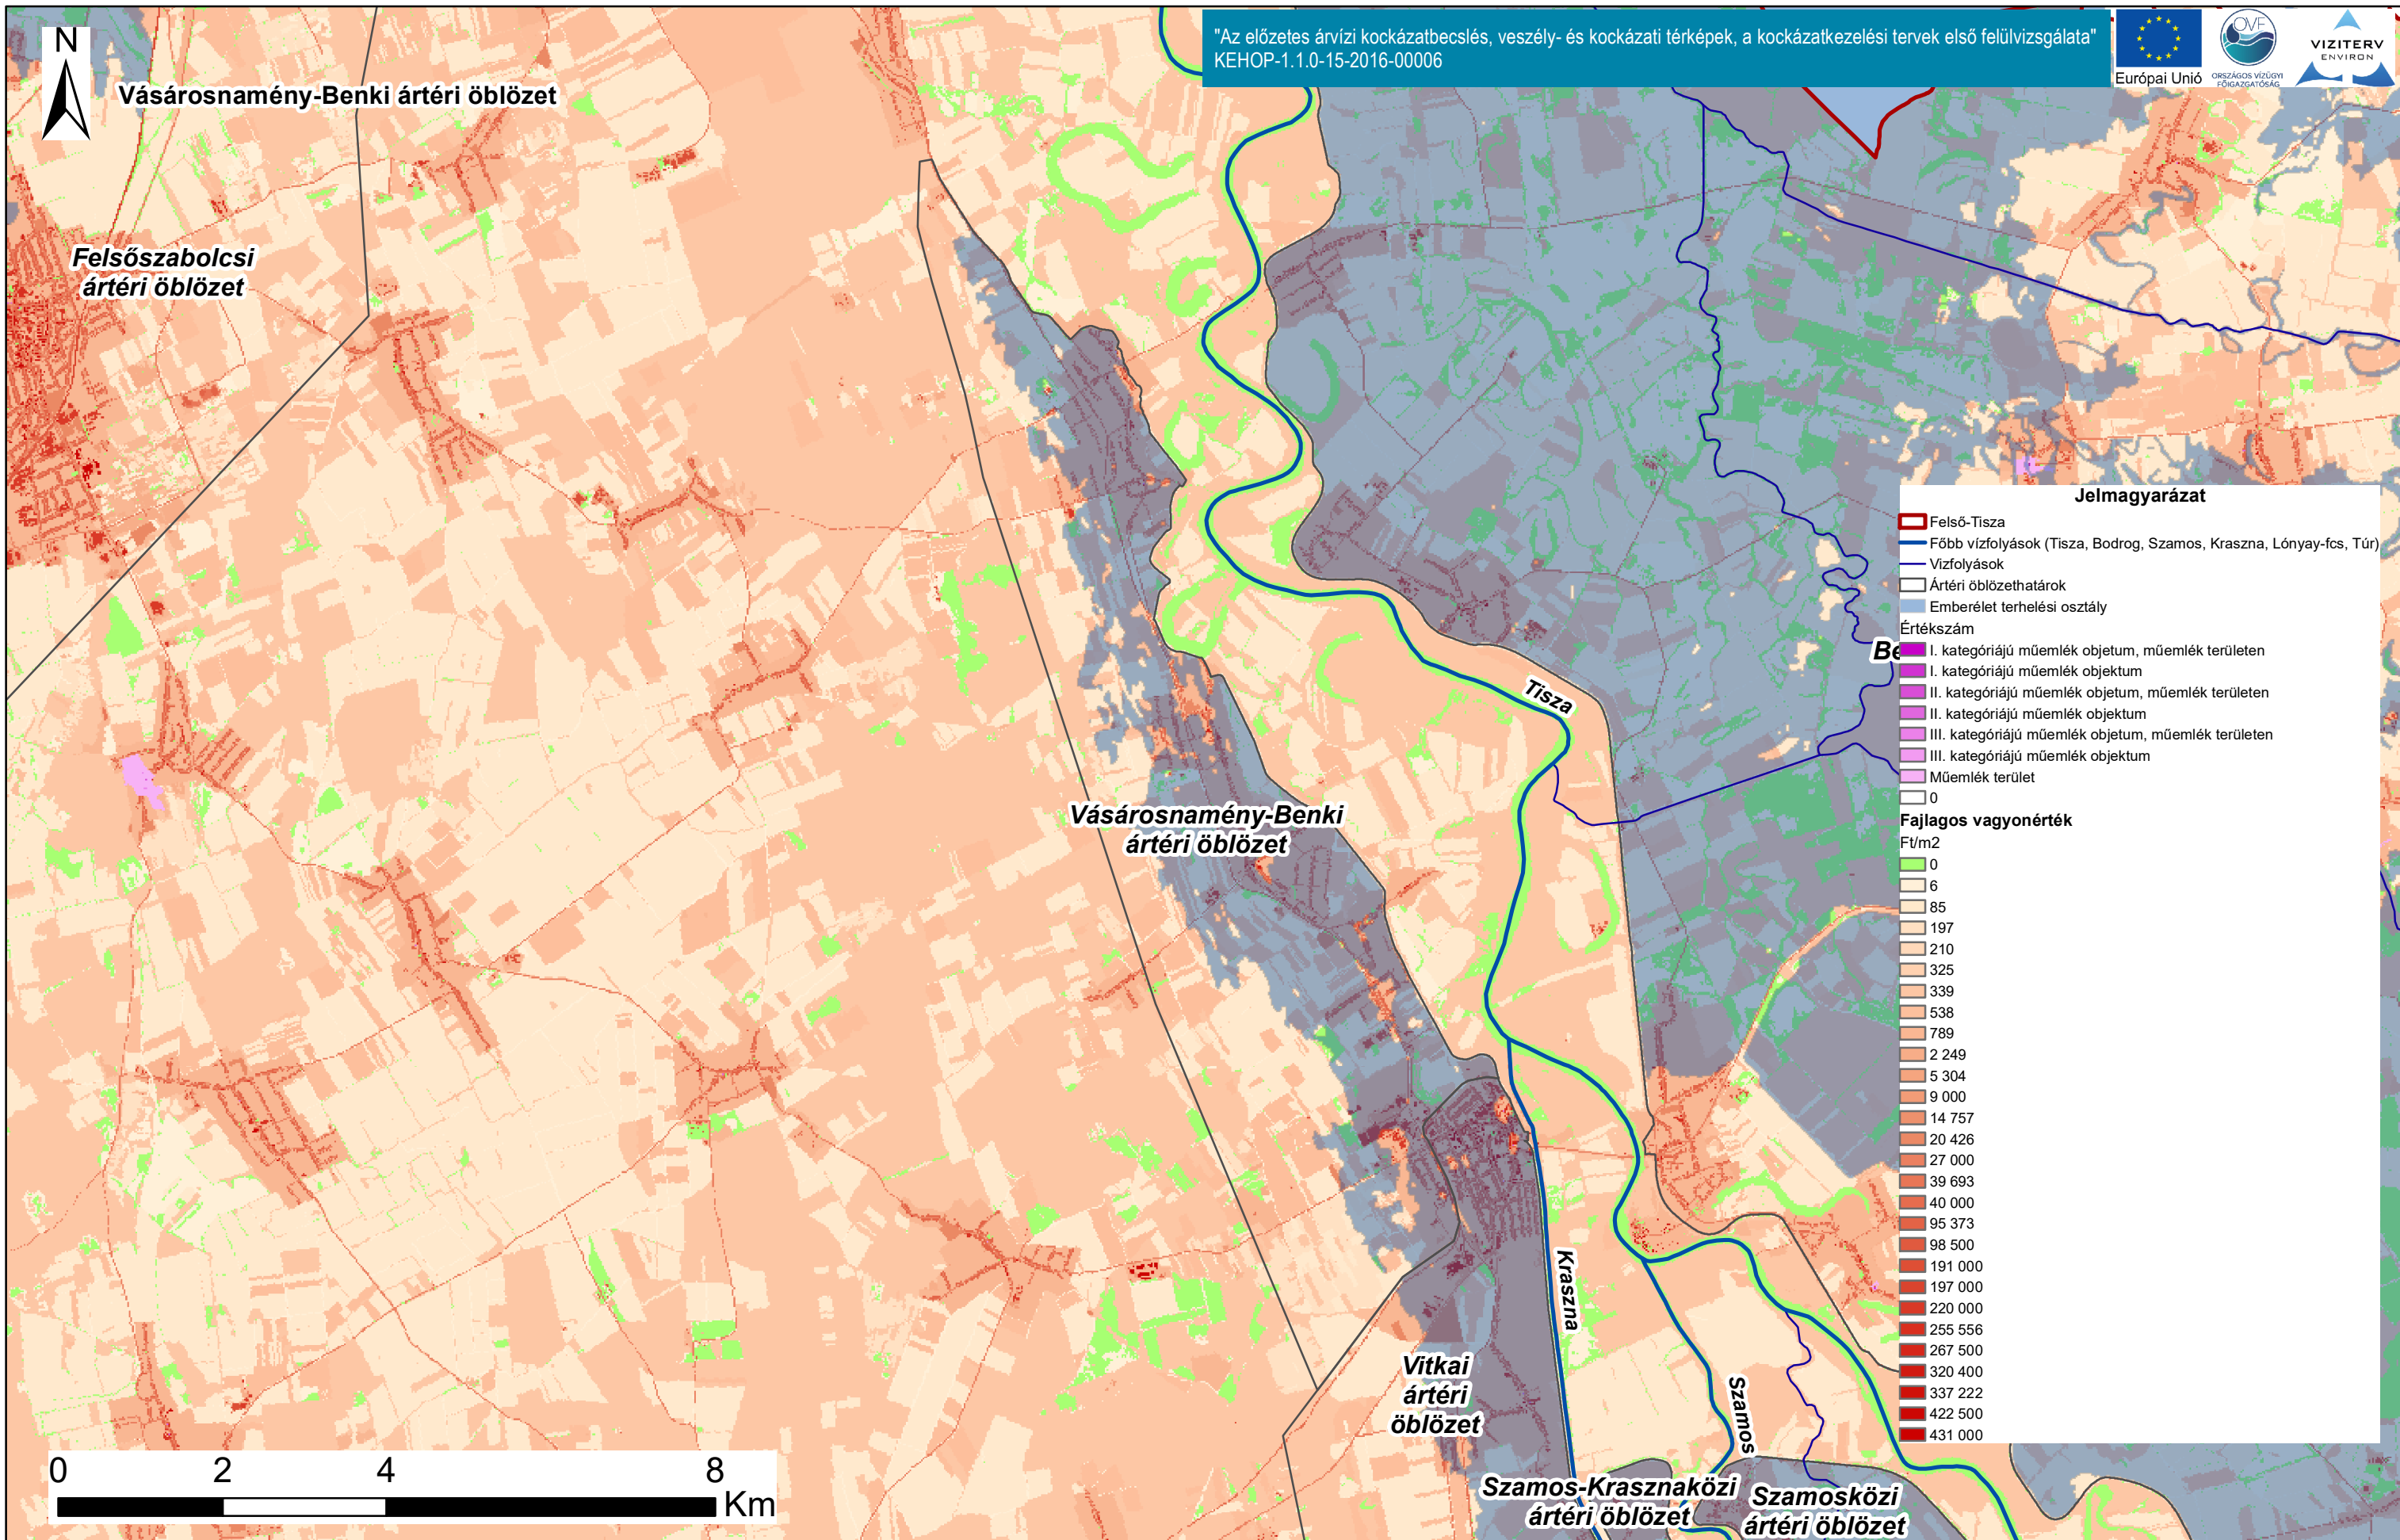 N
Vásárosnamény-Benki ártéri öblözet
"Az előzetes árvízi kockázatbecslés, veszély- és kockázati térképek, a kockázatkezelési tervek első felülvizsgálata"
KEHOP-1.1.0-15-2016-00006
Európai Unió
OVF
ORSZÁGOS VÍZÜGYI
FŐIGAZGATÓSÁG
VIZITERV
ENVIRON
Felsőszabolcsi
ártéri öblözet
Tisza
Vásárosnamény-Benki
ártéri öblözet
Kraszna
Szamos
Vitkai
ártéri
öblözet
Szamos-Krasznaközi
ártéri öblözet
Szamosközi
ártéri öblözet
Be
Jelmagyarázat
Felső-Tisza
Főbb vízfolyások (Tisza, Bodrog, Szamos, Kraszna, Lónyay-fcs, Túr)
Vizfolyások
Ártéri öblözethatárok
Emberélet terhelési osztály
Értékszám
I. kategóriájú műemlék objetum, műemlék területen
I. kategóriájú műemlék objektum
II. kategóriájú műemlék objetum, műemlék területen
II. kategóriájú műemlék objektum
III. kategóriájú műemlék objetum, műemlék területen
III. kategóriájú műemlék objektum
Műemlék terület
0
Fajlagos vagyonérték
Ft/m2
0
6
85
197
210
325
339
538
789
2 249
5 304
9 000
14 757
20 426
27 000
39 693
40 000
95 373
98 500
191 000
197 000
220 000
255 556
267 500
320 400
337 222
422 500
431 000
0 2 4 8
Km